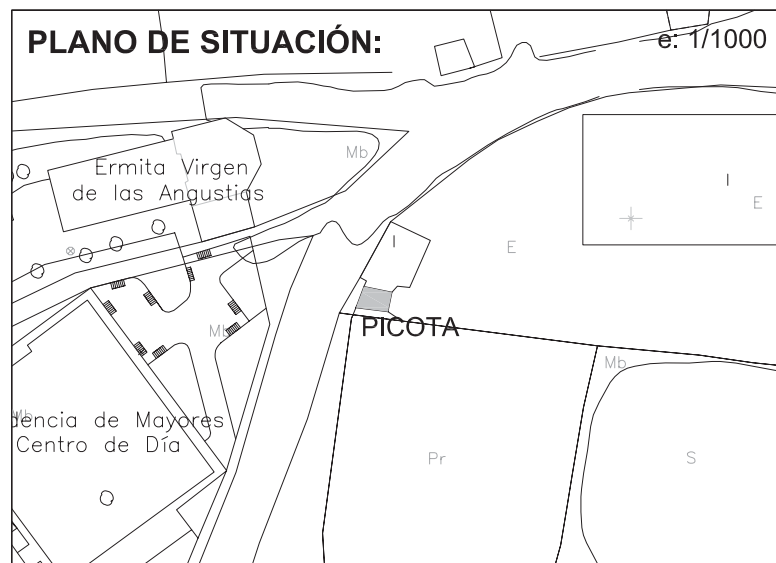 PLANO DE SITUACIÓN:
e: 1/1000
Mb
Ermita Virgen
de las Angustias
I
E
I
E
PICOTA
Mb
Mb
Mb
dencia de Mayores
Centro de Día
Pr
S